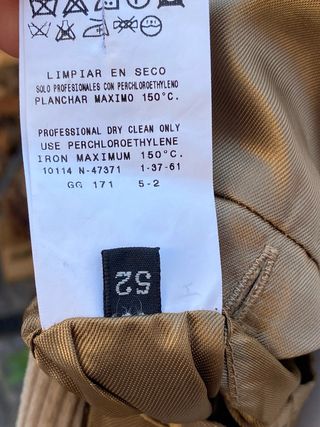 LIMPIAR EN SECO
SOLO PROFESIONALES CON PERCHLOROETHYLENO
PLANCHAR MAXIMO 150°C.
PROFESSIONAL DRY CLEAN ONLY
USE PERCHLOROETHYLENE
IRON MAXIMUM 150°C.
10114 N-47371 1-37-61
GG 171 5-2
52